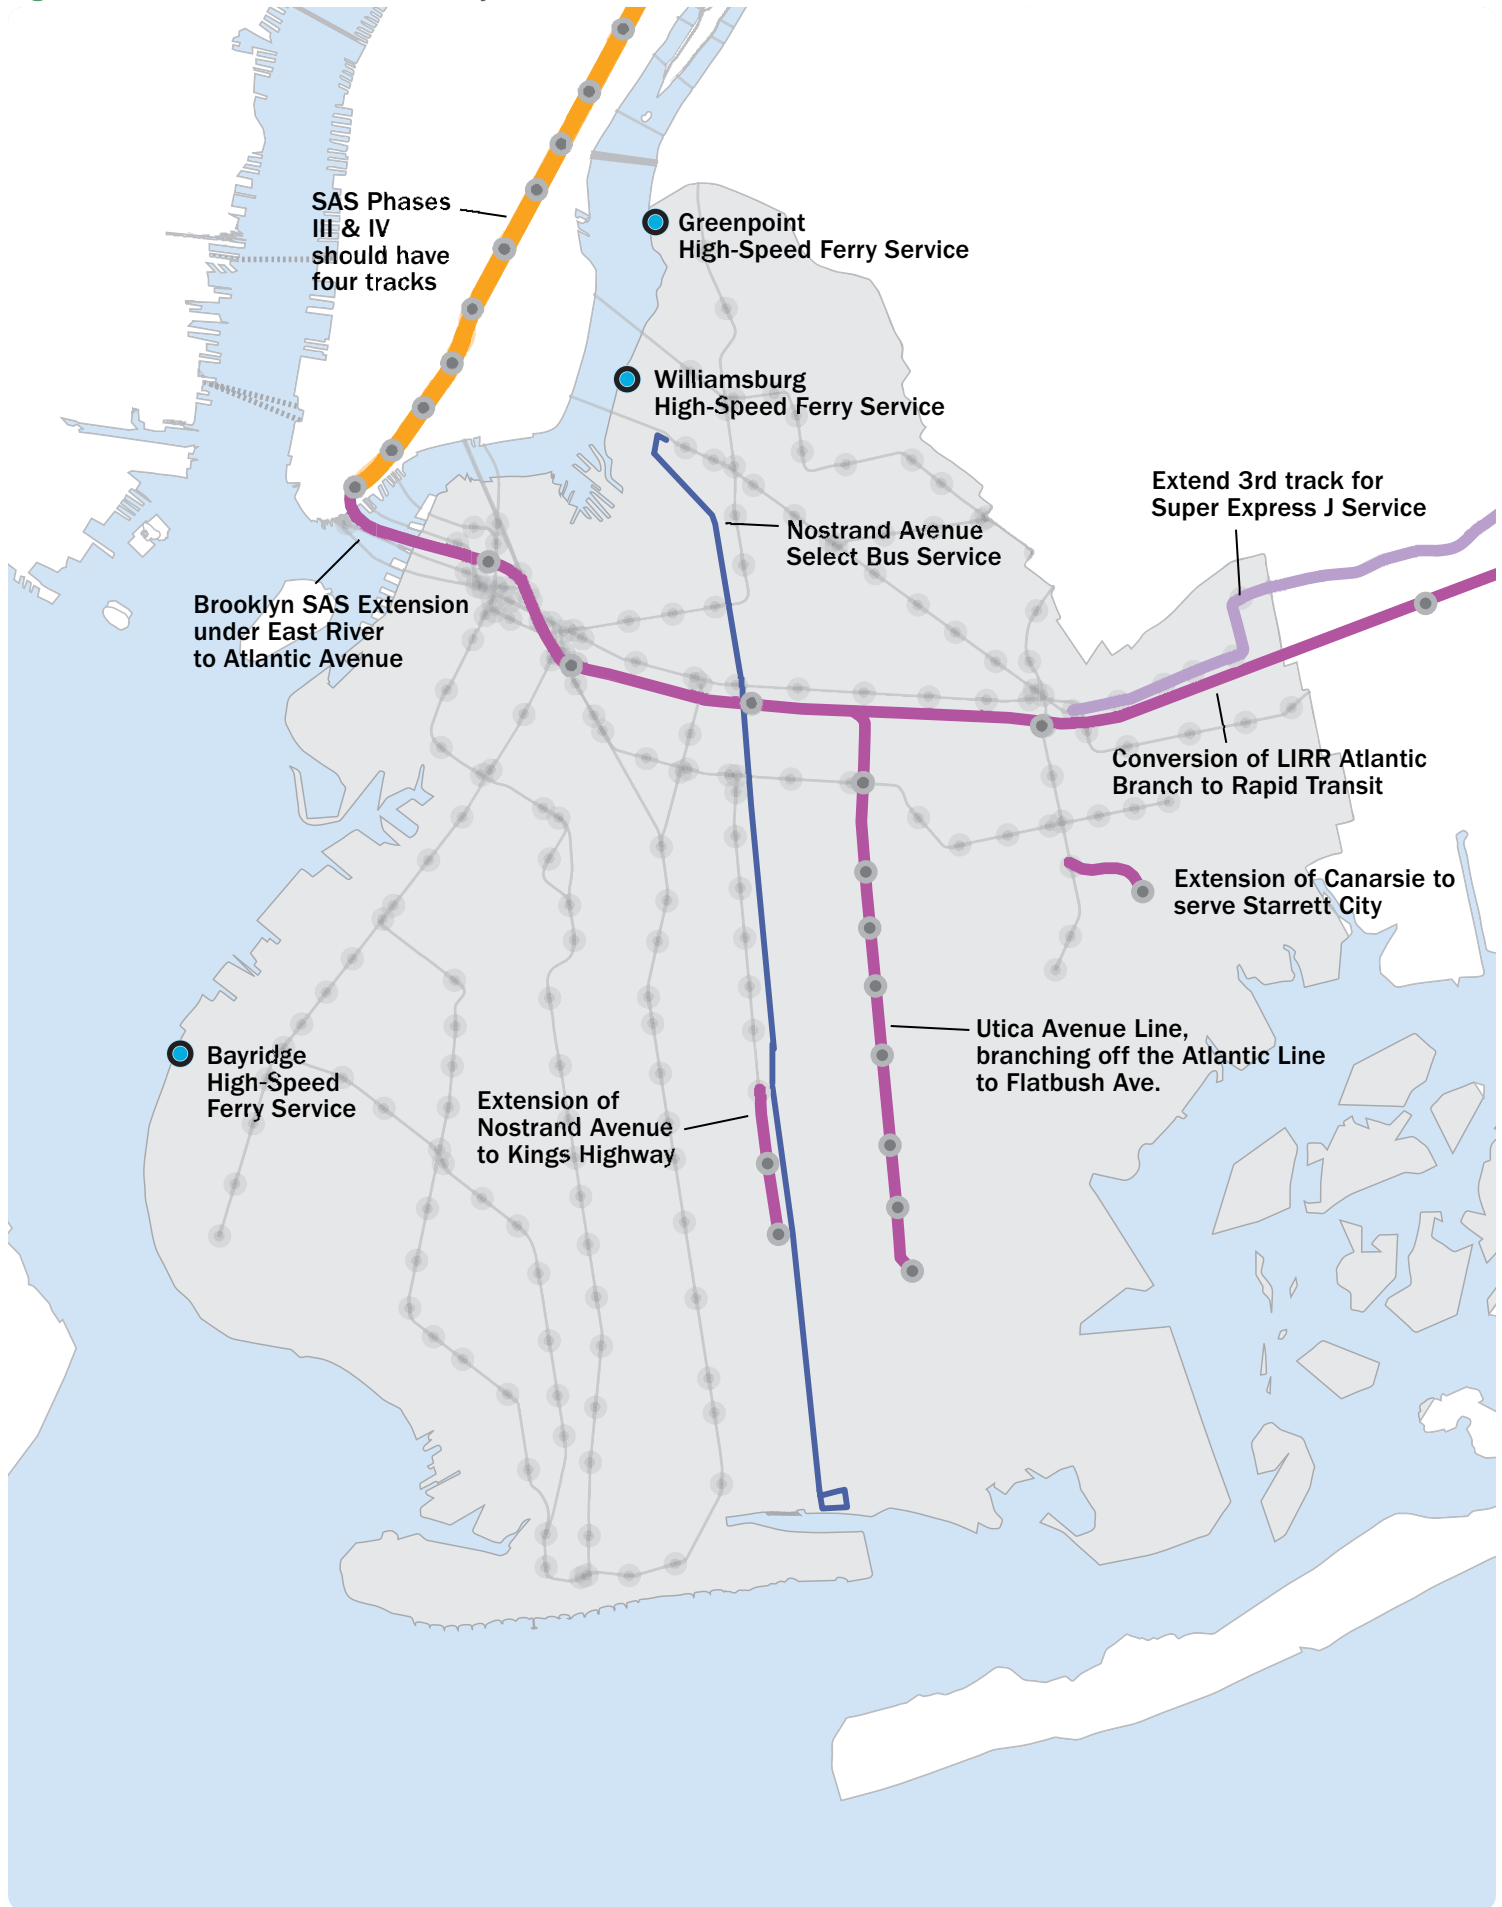 SAS Phases
III & IV
should have
four tracks
Greenpoint
High-Speed Ferry Service
Williamsburg
High-Speed Ferry Service
Extend 3rd track for
Super Express J Service
Nostrand Avenue
Select Bus Service
Brooklyn SAS Extension
under East River
to Atlantic Avenue
Conversion of LIRR Atlantic
Branch to Rapid Transit
Extension of Canarsie to
serve Starrett City
Utica Avenue Line,
branching off the Atlantic Line
to Flatbush Ave.
Bayridge
High-Speed
Ferry Service
Extension of
Nostrand Avenue
to Kings Highway